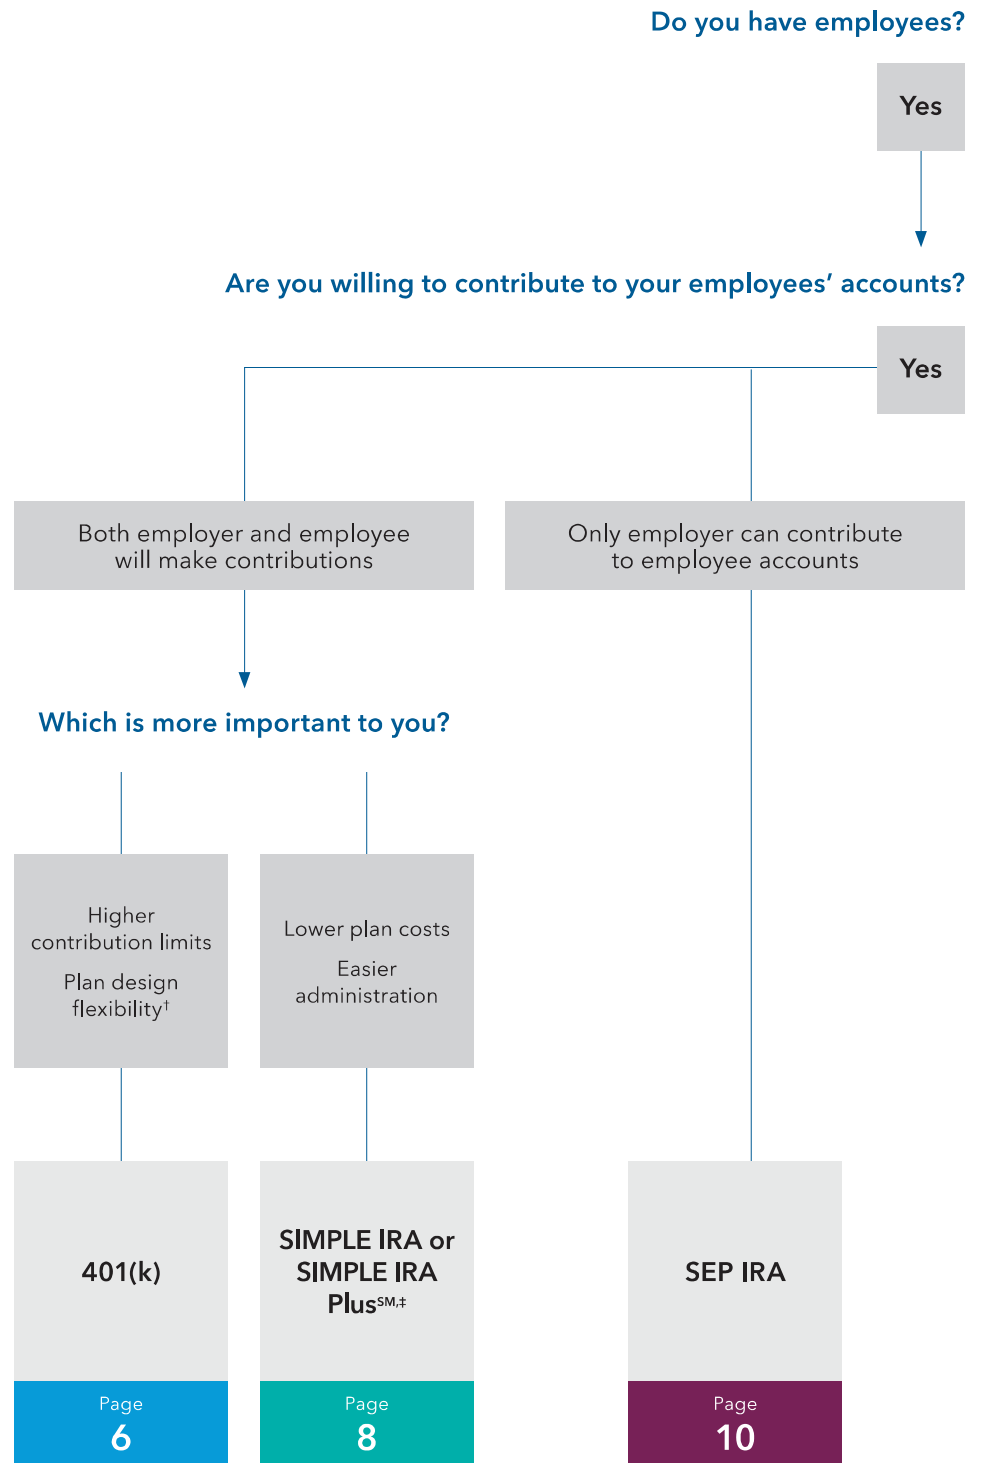 Do you have employees?
Yes
Are you willing to contribute to your employees’ accounts?
Yes
Both employer and employee
will make contributions
Only employer can contribute
to employee accounts
Which is more important to you?
Higher
contribution limits
Plan design
flexibility†
Lower plan costs
Easier
administration
401(k)
SIMPLE IRA or
SIMPLE IRA
Plus℠,‡
SEP IRA
Page
6
Page
8
Page
10